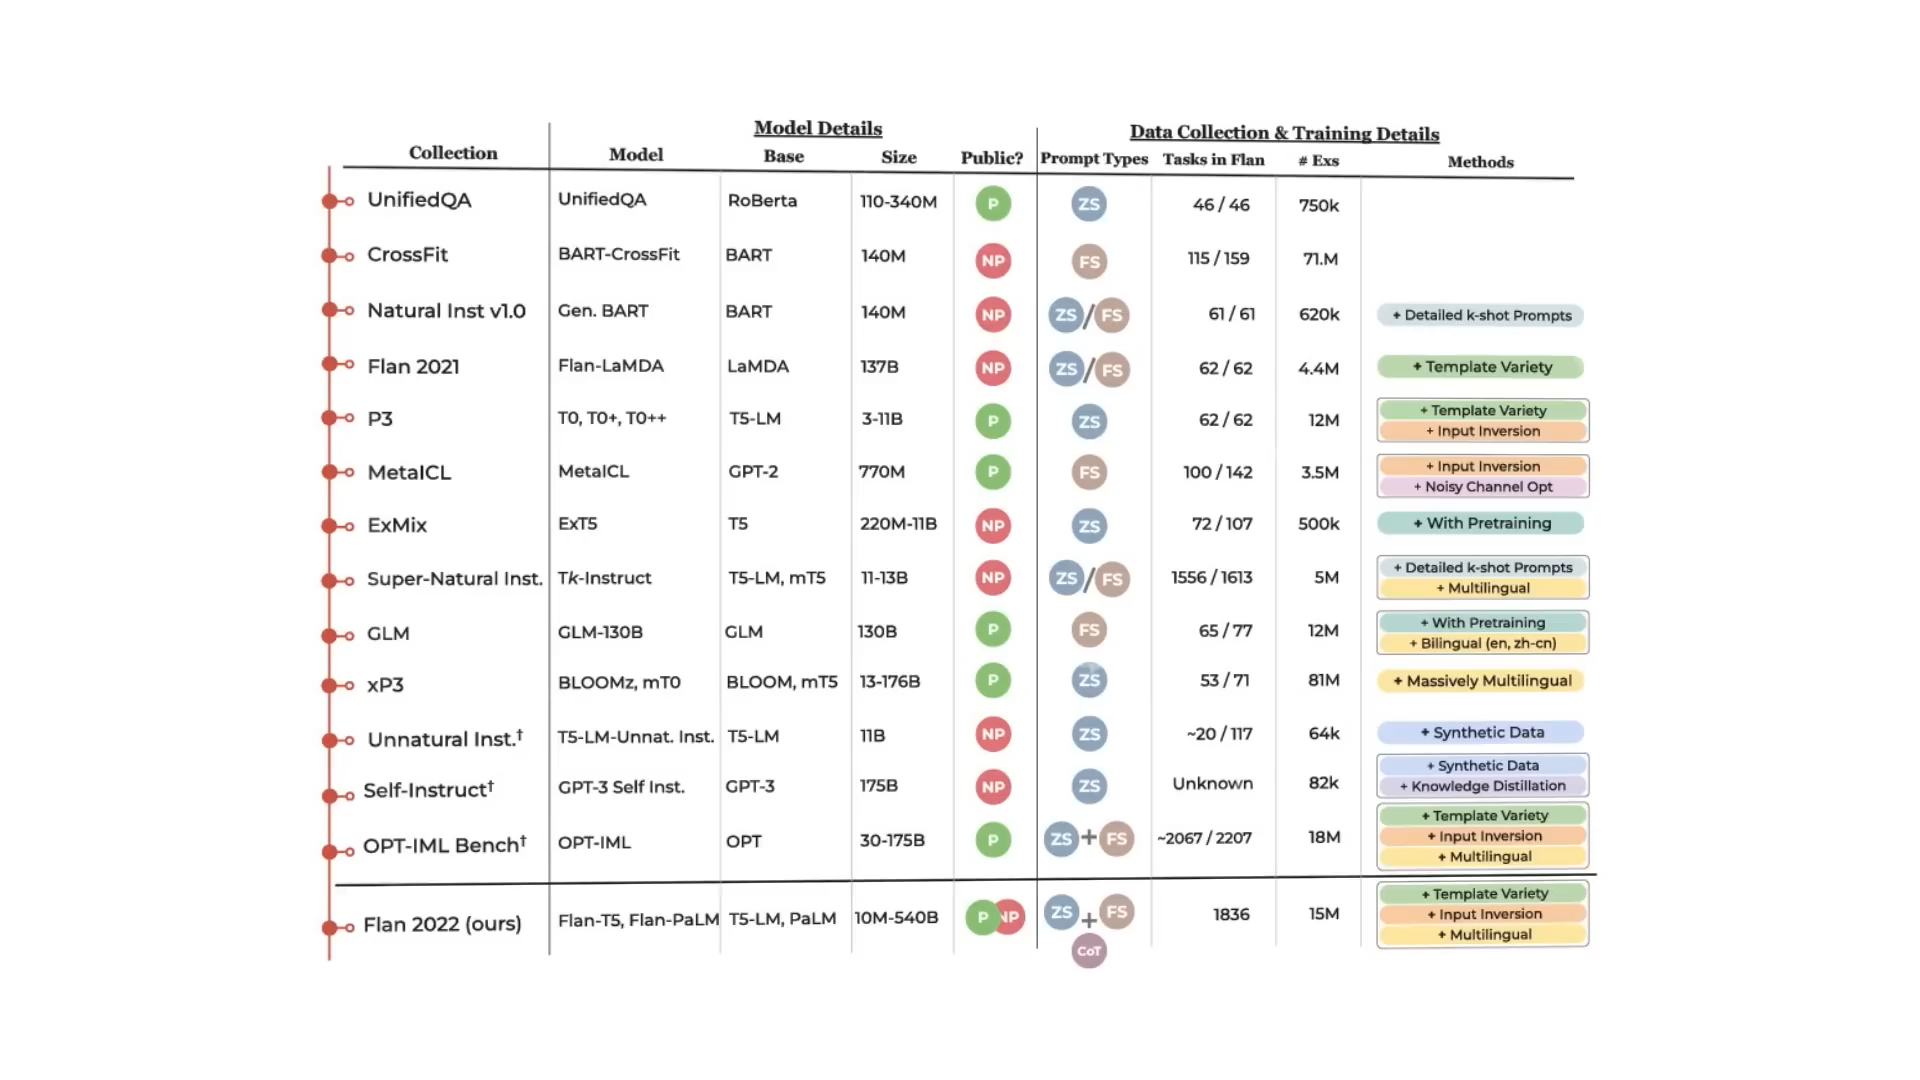 Model Details
Data Collection & Training Details
Collection Model Base Size Public? Prompt Types Tasks in Flan # Exs Methods
UnifiedQA UnifiedQA RoBerta 110-340M P ZS 46 / 46 750k
CrossFit BART-CrossFit BART 140M NP FS 115 / 159 71.M
Natural Inst v1.0 Gen. BART BART 140M NP ZS / FS 61 / 61 620k + Detailed k-shot Prompts
Flan 2021 Flan-LaMDA LaMDA 137B NP ZS / FS 62 / 62 4.4M + Template Variety
P3 T0, T0+, T0++ T5-LM 3-11B P ZS 62 / 62 12M + Template Variety
+ Input Inversion
MetaICL MetaICL GPT-2 770M P FS 100 / 142 3.5M + Input Inversion
+ Noisy Channel Opt
ExMix ExT5 T5 220M-11B NP ZS 72 / 107 500k + With Pretraining
Super-Natural Inst. Tk-Instruct T5-LM, mT5 11-13B NP ZS / FS 1556 / 1613 5M + Detailed k-shot Prompts
+ Multilingual
GLM GLM-130B GLM 130B P FS 65 / 77 12M + With Pretraining
+ Bilingual (en, zh-cn)
xP3 BLOOMz, mT0 BLOOM, mT5 13-176B P ZS 53 / 71 81M + Massively Multilingual
Unnatural Inst.† T5-LM-Unnat. Inst. T5-LM 11B NP ZS ~20 / 117 64k + Synthetic Data
Self-Instruct† GPT-3 Self Inst. GPT-3 175B NP ZS Unknown 82k + Synthetic Data
+ Knowledge Distillation
OPT-IML Bench† OPT-IML OPT 30-175B P ZS + FS ~2067 / 2207 18M + Template Variety
+ Input Inversion
+ Multilingual
Flan 2022 (ours) Flan-T5, Flan-PaLM T5-LM, PaLM 10M-540B P NP ZS + FS 1836 15M + Template Variety
+ Input Inversion
+ Multilingual
CoT